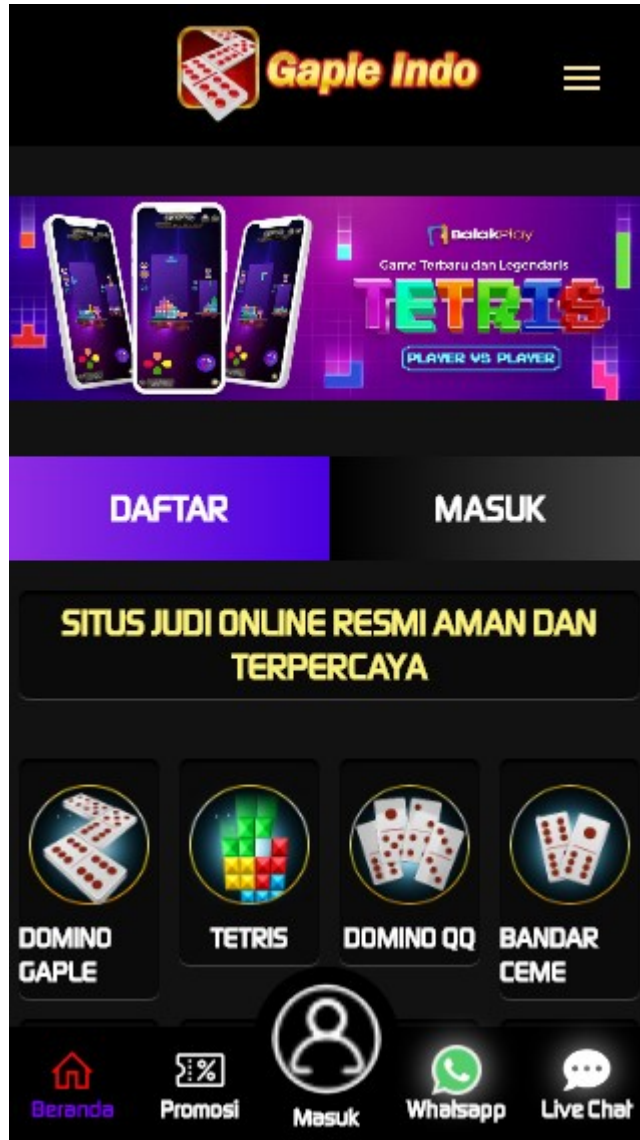 Gaple Indo
BalakPlay
Game Terbaru dan Legendaris
TETRIS
PLAYER VS PLAYER
DAFTAR
MASUK
SITUS JUDI ONLINE RESMI AMAN DAN
TERPERCAYA
DOMINO
GAPLE
TETRIS
DOMINO QQ
BANDAR
CEME
Beranda
Promosi
Masuk
Whatsapp
Live Chat